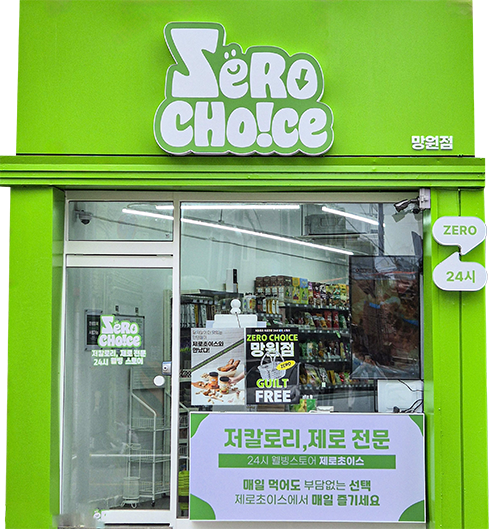 ZERO
CHO!CE
망원점
ZERO
24시
ZERO
CHO!CE
저칼로리, 제로 전문
24시 웰빙 스토어
제로초이스와
만났다!
ZERO CHOICE
망원점
ZERO
GUILT
FREE
저칼로리,제로 전문
24시 웰빙스토어 제로초이스
매일 먹어도 부담없는 선택
제로초이스에서 매일 즐기세요